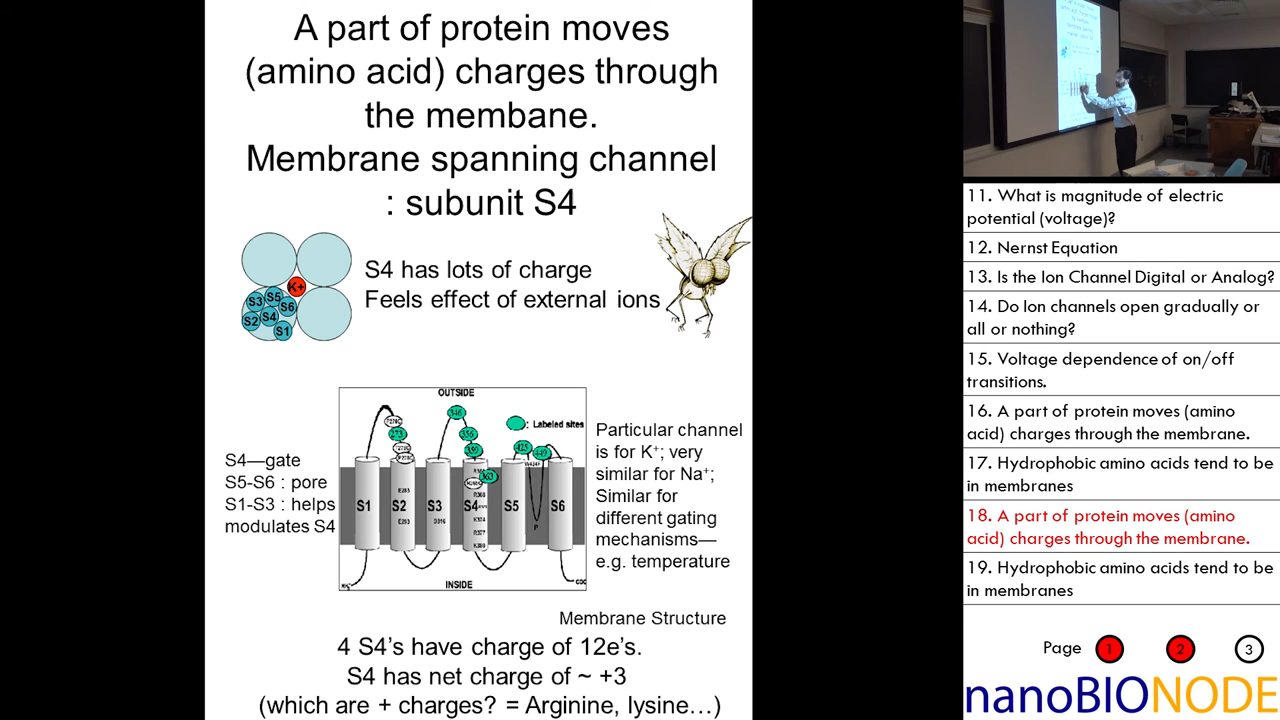 A part of protein moves
(amino acid) charges through
the membane.
Membrane spanning channel
: subunit S4
S4 has lots of charge
Feels effect of external ions
K+
S3
S5
S6
S2
S4
S1
OUTSIDE
: Labeled sites
346
356
359
363
273
425
449
S1
S2
S3
S4
S5
S6
P
INSIDE
S4—gate
S5-S6 : pore
S1-S3 : helps
modulates S4
Particular channel
is for K⁺; very
similar for Na⁺;
Similar for
different gating
mechanisms—
e.g. temperature
Membrane Structure
4 S4’s have charge of 12e’s.
S4 has net charge of ~ +3
(which are + charges? = Arginine, lysine…)
11. What is magnitude of electric
potential (voltage)?
12. Nernst Equation
13. Is the Ion Channel Digital or Analog?
14. Do Ion channels open gradually or
all or nothing?
15. Voltage dependence of on/off
transitions.
16. A part of protein moves (amino
acid) charges through the membrane.
17. Hydrophobic amino acids tend to be
in membranes
18. A part of protein moves (amino
acid) charges through the membrane.
19. Hydrophobic amino acids tend to be
in membranes
Page 1 2 3
nanoBIONODE